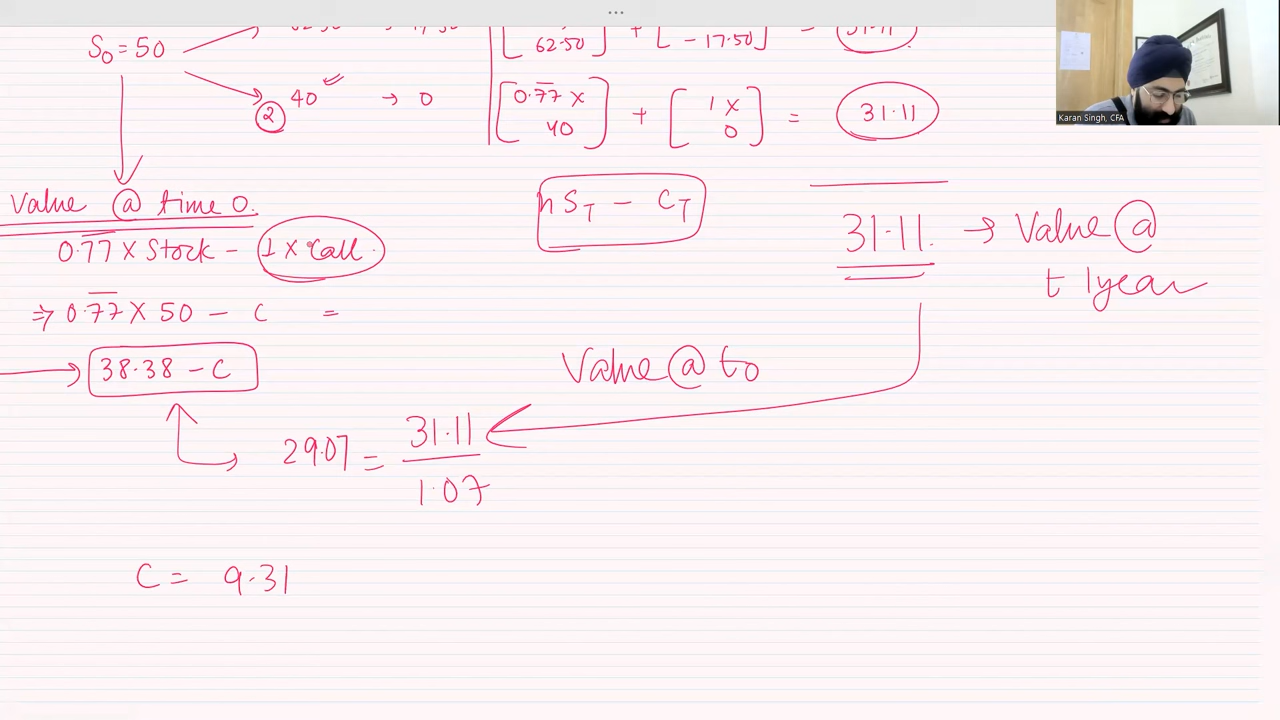 S₀ = 50
62.50 + - 17.50
② 40 → 0
0.77 x 40 + 1 x 0 = 31.11
Value @ time 0.
n S_T - C_T
31.11. → Value @ t 1year
0.77 x Stock - 1 x Call.
⇒ 0.77 x 50 - C =
38.38 - C
Value @ t₀
29.07 = 31.11 / 1.07
C = 9.31
Karan Singh, CFA